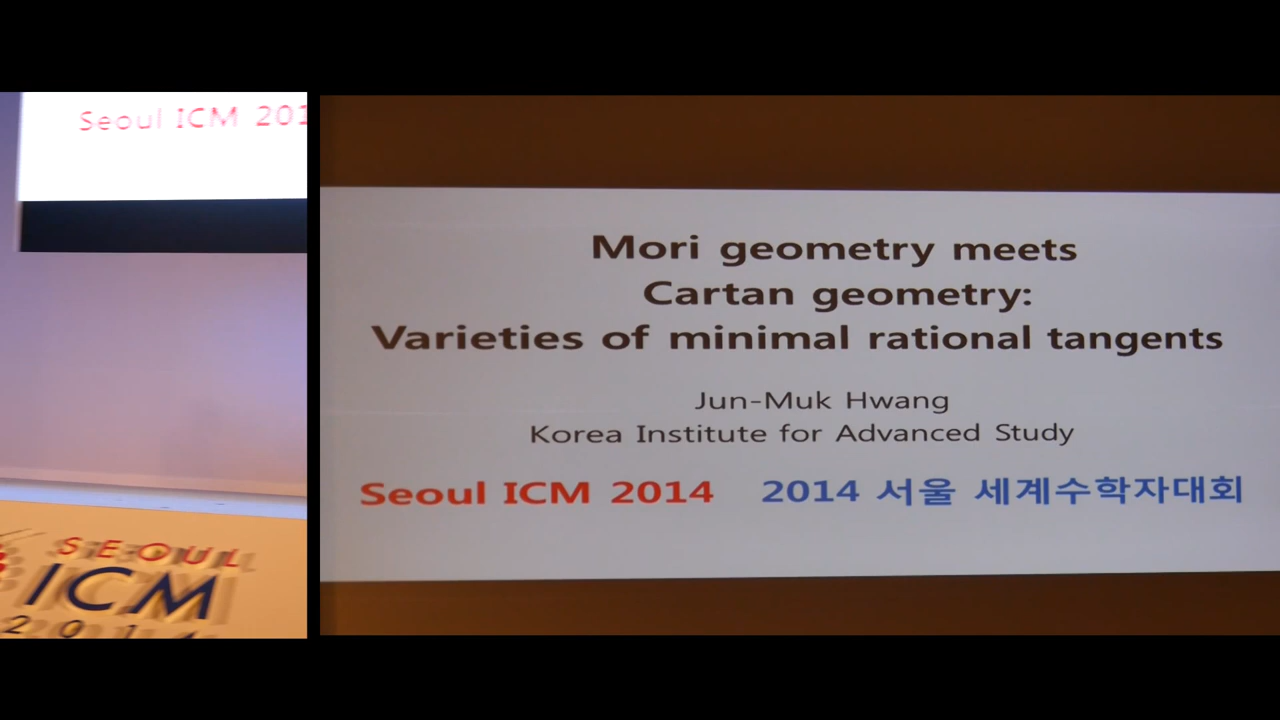 Seoul ICM 201
SEOUL
ICM
2014
Mori geometry meets
Cartan geometry:
Varieties of minimal rational tangents
Jun-Muk Hwang
Korea Institute for Advanced Study
Seoul ICM 2014 2014 서울 세계수학자대회